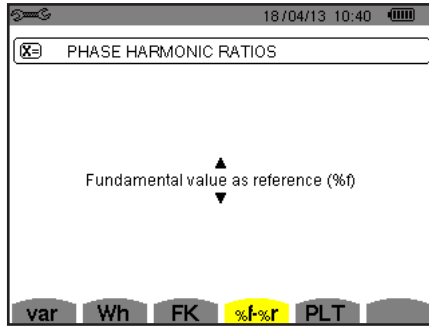 18/04/13 10:40
X= PHASE HARMONIC RATIOS
Fundamental value as reference (%f)
var Wh FK %f-%r PLT